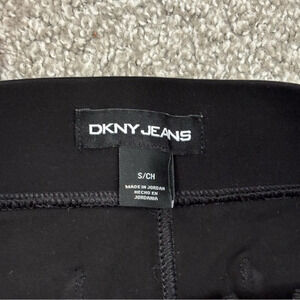 DKNY JEANS
S/CH
MADE IN JORDAN
HECHO EN
JORDANIA